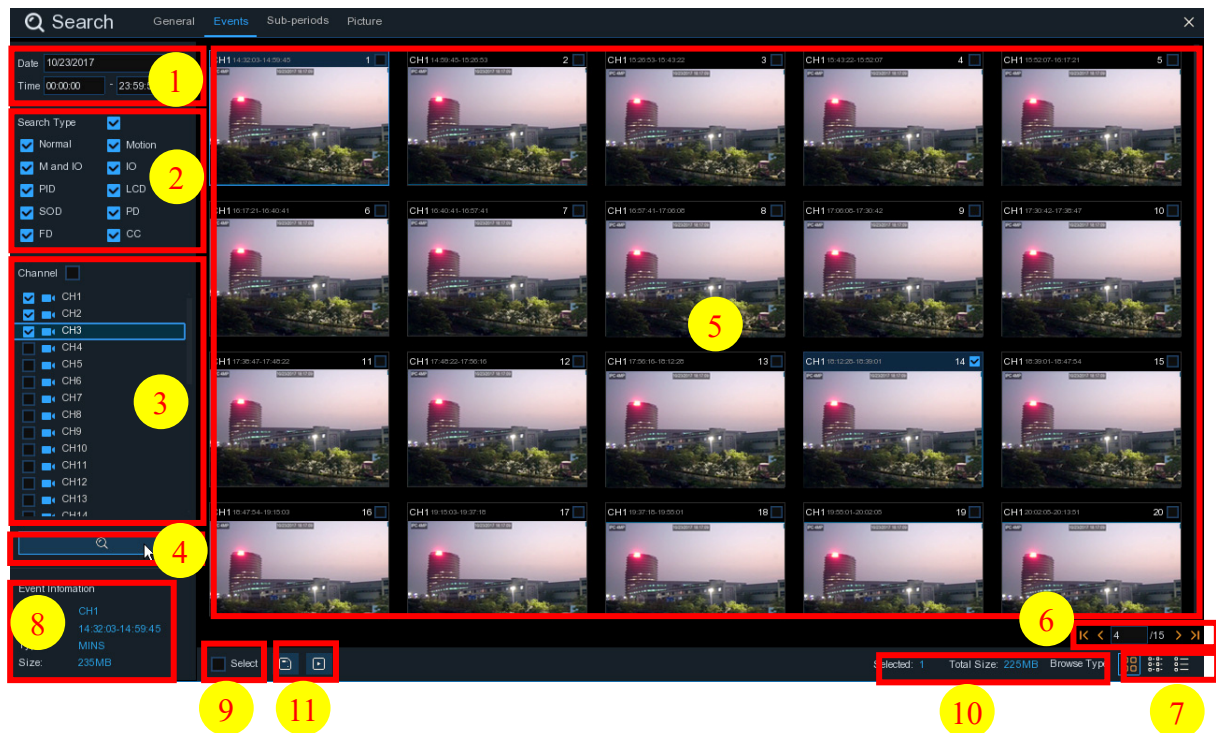 Search General Events Sub-periods Picture
Date 10/23/2017
Time 00:00:00 - 23:59:
1
Search Type
Normal Motion
M and IO IO
PID LCD
SOD PD
FD CC
2
Channel
CH1
CH2
CH3
CH4
CH5
CH6
CH7
CH8
CH9
CH10
CH11
CH12
CH13
CH14
3
4
Event Infomation
CH1
14:32:03-14:59:45
MINS
Size: 235MB
8
CH1 14:32:03-14:59:45 1
CH1 14:59:45-15:26:53 2
CH1 15:26:53-15:43:22 3
CH1 15:43:22-15:52:07 4
CH1 15:52:07-16:17:21 5
CH1 16:17:21-16:40:41 6
CH1 16:40:41-16:57:41 7
CH1 16:57:41-17:06:08 8
CH1 17:06:08-17:30:42 9
CH1 17:30:42-17:38:47 10
5
CH1 17:38:47-17:48:22 11
CH1 17:48:22-17:56:16 12
CH1 17:56:16-18:12:28 13
CH1 18:12:28-18:39:01 14
CH1 18:39:01-18:47:54 15
CH1 18:47:54-19:15:03 16
CH1 19:15:03-19:37:18 17
CH1 19:37:18-19:55:01 18
CH1 19:55:01-20:02:05 19
CH1 20:02:05-20:13:51 20
6
4 /15
Select
Selected: 1 Total Size: 225MB Browse Type
9
11
10
7